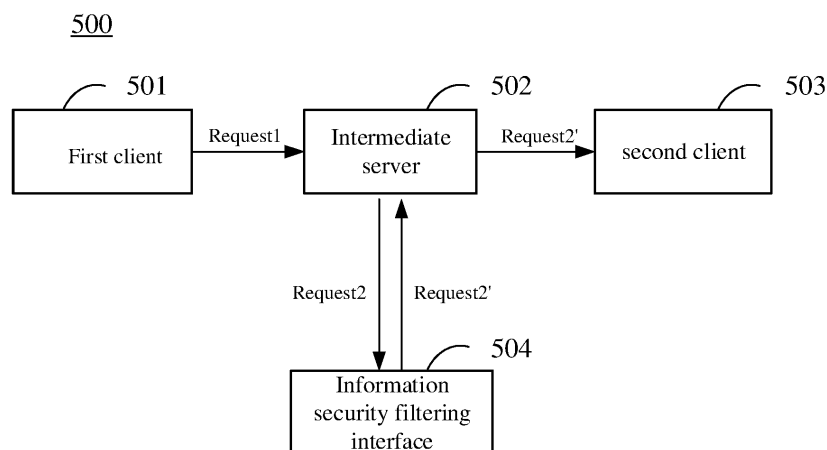 500
501
502
503
First client
Request1
Intermediate
server
Request2'
second client
Request2
Request2'
504
Information
security filtering
interface